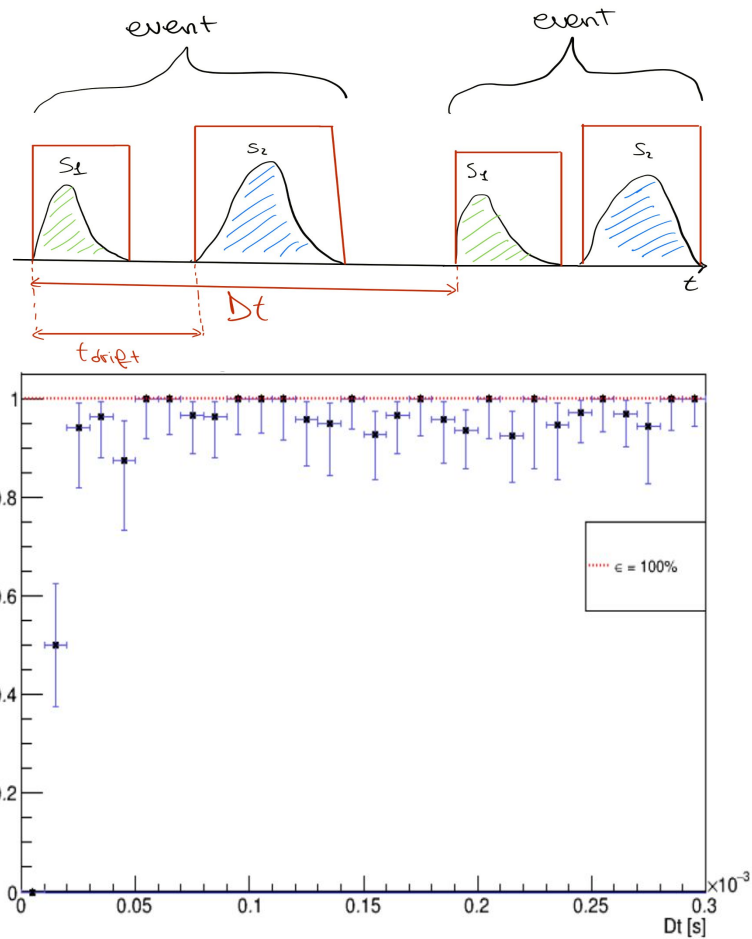 event
event
S1
S2
S1
S2
t
Dt
tdrift
1
0.8
0.6
0.4
0.2
0
ϵ = 100%
0 0.05 0.1 0.15 0.2 0.25 0.3
×10⁻³
Dt [s]